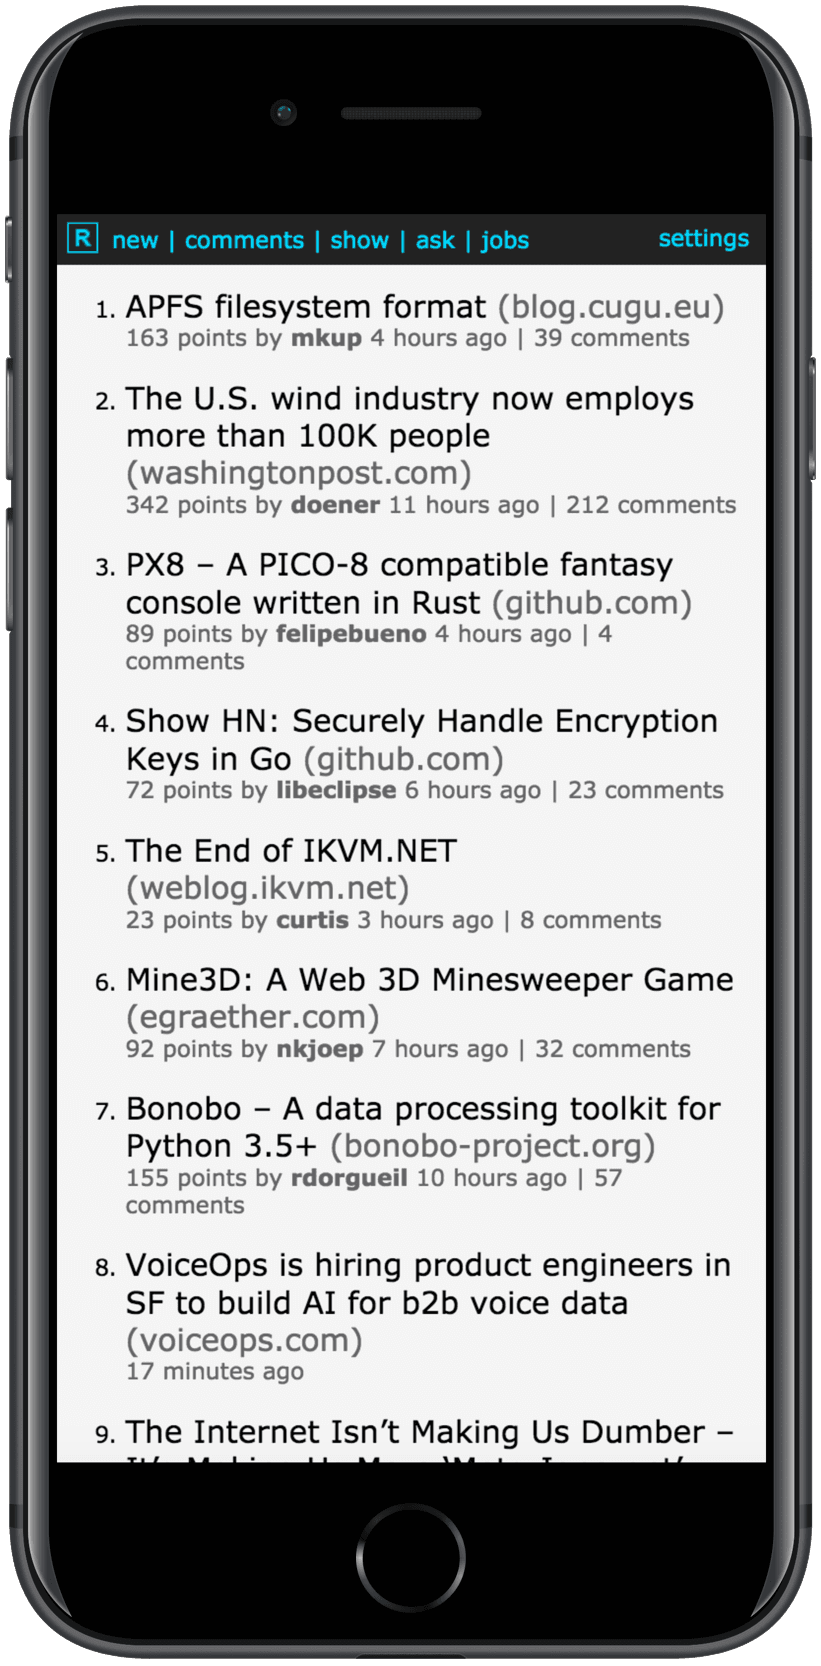 R new | comments | show | ask | jobs settings
1. APFS filesystem format (blog.cugu.eu)
163 points by mkup 4 hours ago | 39 comments
2. The U.S. wind industry now employs
more than 100K people
(washingtonpost.com)
342 points by doener 11 hours ago | 212 comments
3. PX8 – A PICO-8 compatible fantasy
console written in Rust (github.com)
89 points by felipebueno 4 hours ago | 4
comments
4. Show HN: Securely Handle Encryption
Keys in Go (github.com)
72 points by libeclipse 6 hours ago | 23 comments
5. The End of IKVM.NET
(weblog.ikvm.net)
23 points by curtis 3 hours ago | 8 comments
6. Mine3D: A Web 3D Minesweeper Game
(egraether.com)
92 points by nkjoep 7 hours ago | 32 comments
7. Bonobo – A data processing toolkit for
Python 3.5+ (bonobo-project.org)
155 points by rdorgueil 10 hours ago | 57
comments
8. VoiceOps is hiring product engineers in
SF to build AI for b2b voice data
(voiceops.com)
17 minutes ago
9. The Internet Isn’t Making Us Dumber –